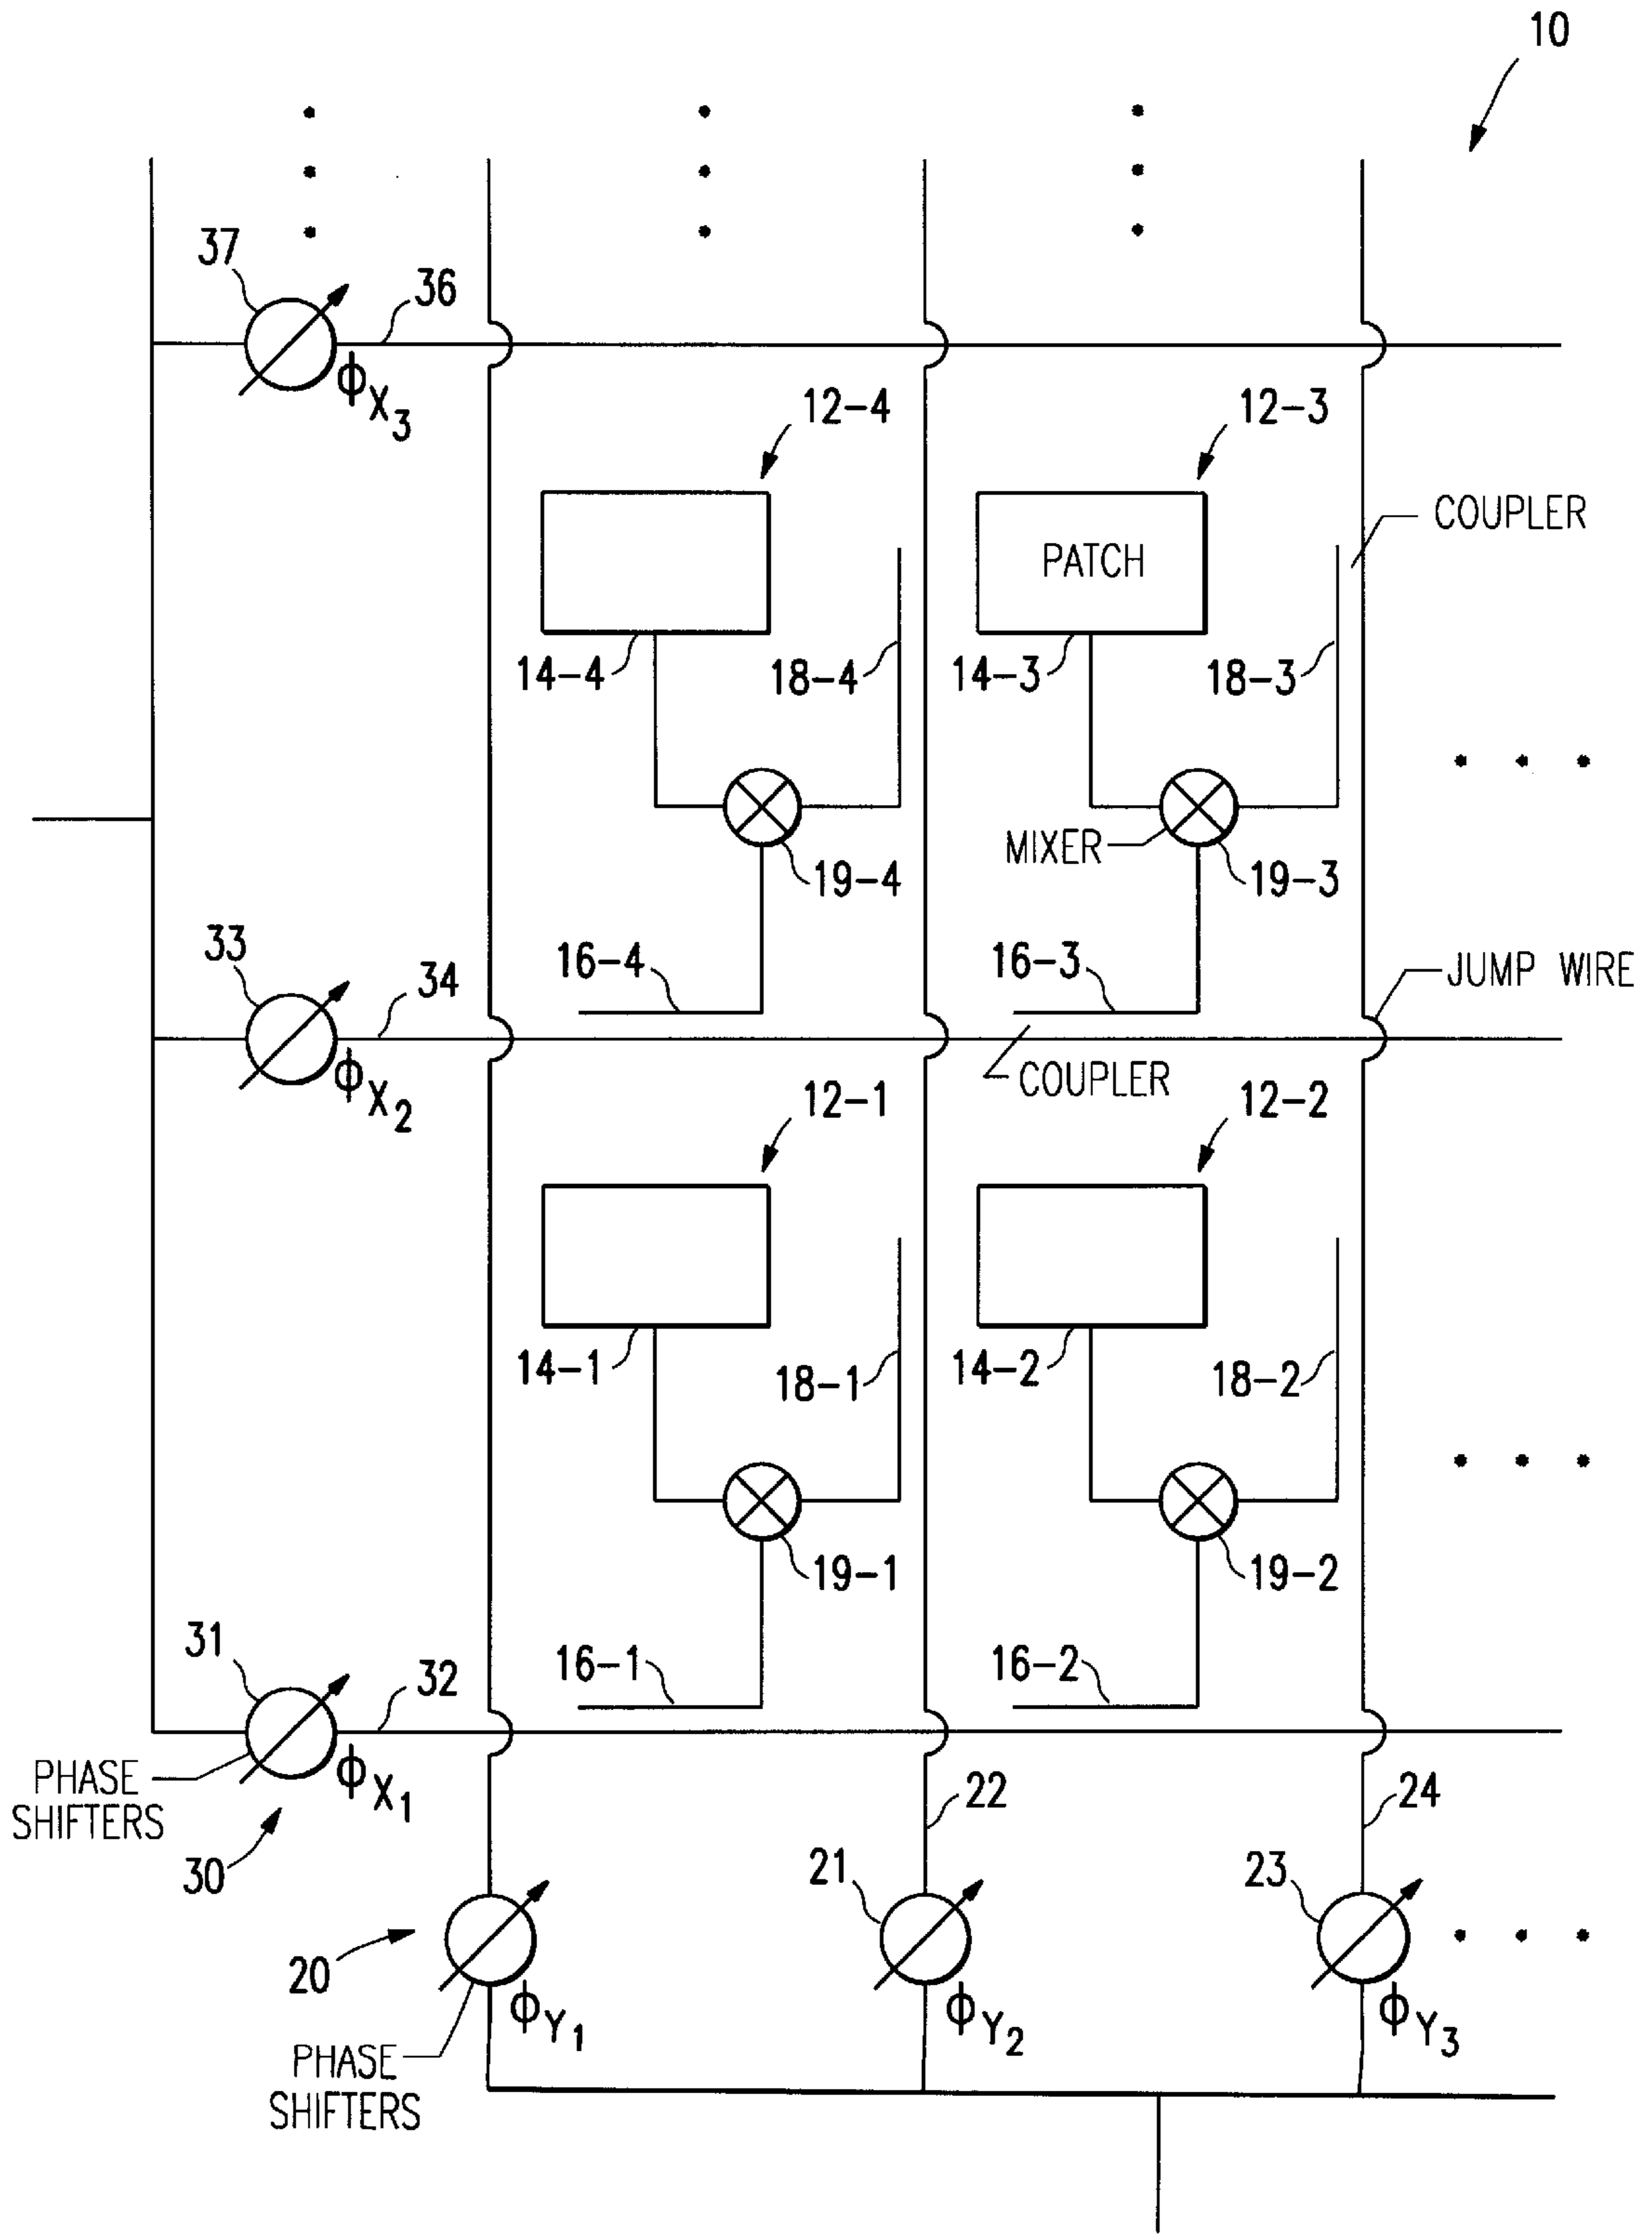 10
37
36
ϕX3
12-4
12-3
COUPLER
PATCH
14-4
18-4
14-3
18-3
MIXER
19-4
19-3
33
34
16-4
16-3
JUMP WIRE
ϕX2
COUPLER
12-1
12-2
14-1
18-1
14-2
18-2
19-1
19-2
31
32
16-1
16-2
PHASE
SHIFTERS
ϕX1
22
24
30
21
23
20
ϕY1
ϕY2
ϕY3
PHASE
SHIFTERS